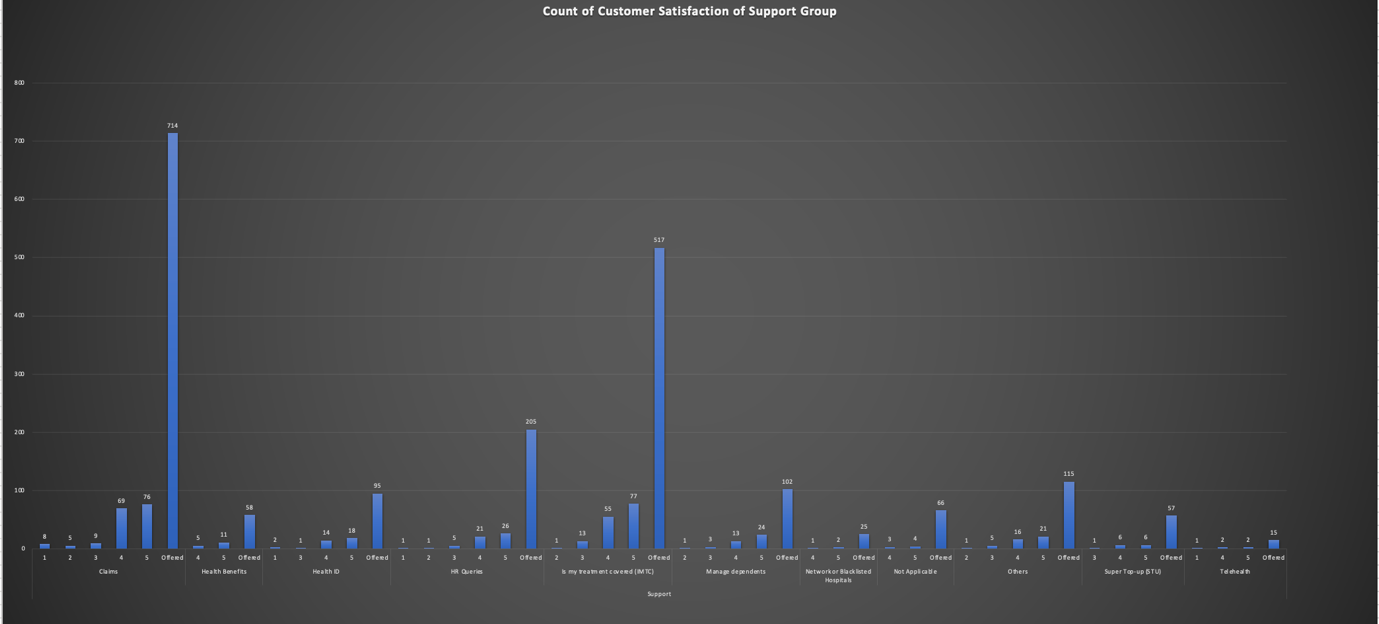 Count of Customer Satisfaction of Support Group
800
700
600
500
400
300
200
100
0
8 5 9 69 76 714 5 11 58 2 1 14 18 95 1 1 5 21 26 205 1 13 55 77 517 1 3 13 24 102 1 2 25 3 4 66 1 5 16 21 115 1 6 6 57 1 2 2 15
1 2 3 4 5 Offered 4 5 Offered 1 3 4 5 Offered 1 2 3 4 5 Offered 2 3 4 5 Offered 2 3 4 5 Offered 4 5 Offered 4 5 Offered 2 3 4 5 Offered 3 4 5 Offered 1 4 5 Offered
Claims Health Benefits Health ID HR Queries Is my treatment covered (IMTC) Manage dependents Network or Blacklisted Not Applicable Others Super Top-up (STU) Telehealth
Hospitals
Support